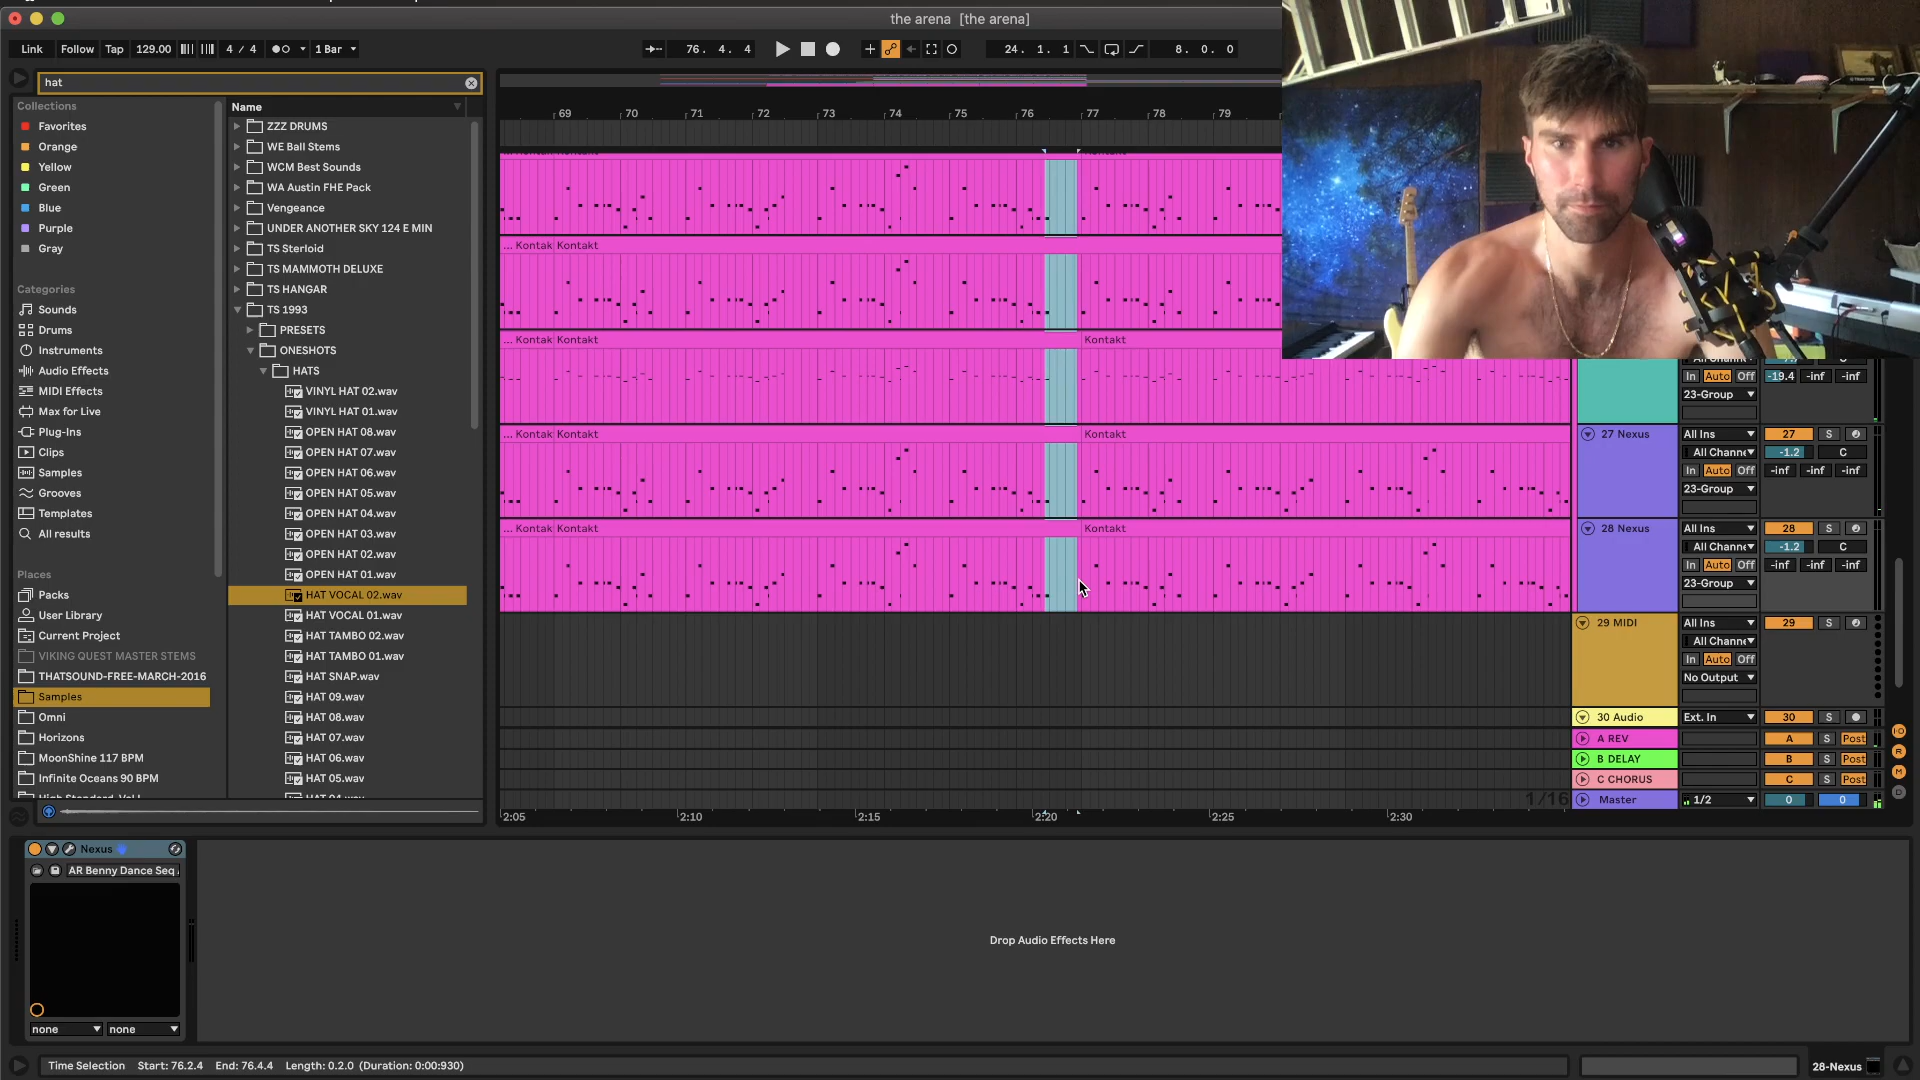 the arena [the arena]
Link Follow Tap 129.00 4 / 4 1 Bar 76. 4. 4 24. 1. 1 8. 0. 0
hat
Collections
Favorites
Orange
Yellow
Green
Blue
Purple
Gray
Categories
Sounds
Drums
Instruments
Audio Effects
MIDI Effects
Max for Live
Plug-Ins
Clips
Samples
Grooves
Templates
All results
Places
Packs
User Library
Current Project
VIKING QUEST MASTER STEMS
THATSOUND-FREE-MARCH-2016
Samples
Omni
Horizons
MoonShine 117 BPM
Infinite Oceans 90 BPM
Name
ZZZ DRUMS
WE Ball Stems
WCM Best Sounds
WA Austin FHE Pack
Vengeance
UNDER ANOTHER SKY 124 E MIN
TS Sterloid
TS MAMMOTH DELUXE
TS HANGAR
TS 1993
PRESETS
ONESHOTS
HATS
VINYL HAT 02.wav
VINYL HAT 01.wav
OPEN HAT 08.wav
OPEN HAT 07.wav
OPEN HAT 06.wav
OPEN HAT 05.wav
OPEN HAT 04.wav
OPEN HAT 03.wav
OPEN HAT 02.wav
OPEN HAT 01.wav
HAT VOCAL 02.wav
HAT VOCAL 01.wav
HAT TAMBO 02.wav
HAT TAMBO 01.wav
HAT SNAP.wav
HAT 09.wav
HAT 08.wav
HAT 07.wav
HAT 06.wav
HAT 05.wav
69 70 71 72 73 74 75 76 77 78 79
... Kontak Kontakt
... Kontak Kontakt Kontakt
... Kontak Kontakt Kontakt
... Kontak Kontakt Kontakt
In Auto Off -19.4 -inf -inf
23-Group
27 Nexus All Ins 27 S
All Channe -1.2 C
In Auto Off -inf -inf -inf
23-Group
28 Nexus All Ins 28 S
All Channe -1.2 C
In Auto Off -inf -inf -inf
23-Group
29 MIDI All Ins 29 S
All Channe
In Auto Off
No Output
30 Audio Ext. In 30 S
A REV A S Post
B DELAY B S Post
C CHORUS C S Post
1/16 Master 1/2 0 0
2:05 2:10 2:15 2:20 2:25 2:30
Nexus
AR Benny Dance Seq
none none
Drop Audio Effects Here
Time Selection Start: 76.2.4 End: 76.4.4 Length: 0.2.0 (Duration: 0:00:930)
28-Nexus